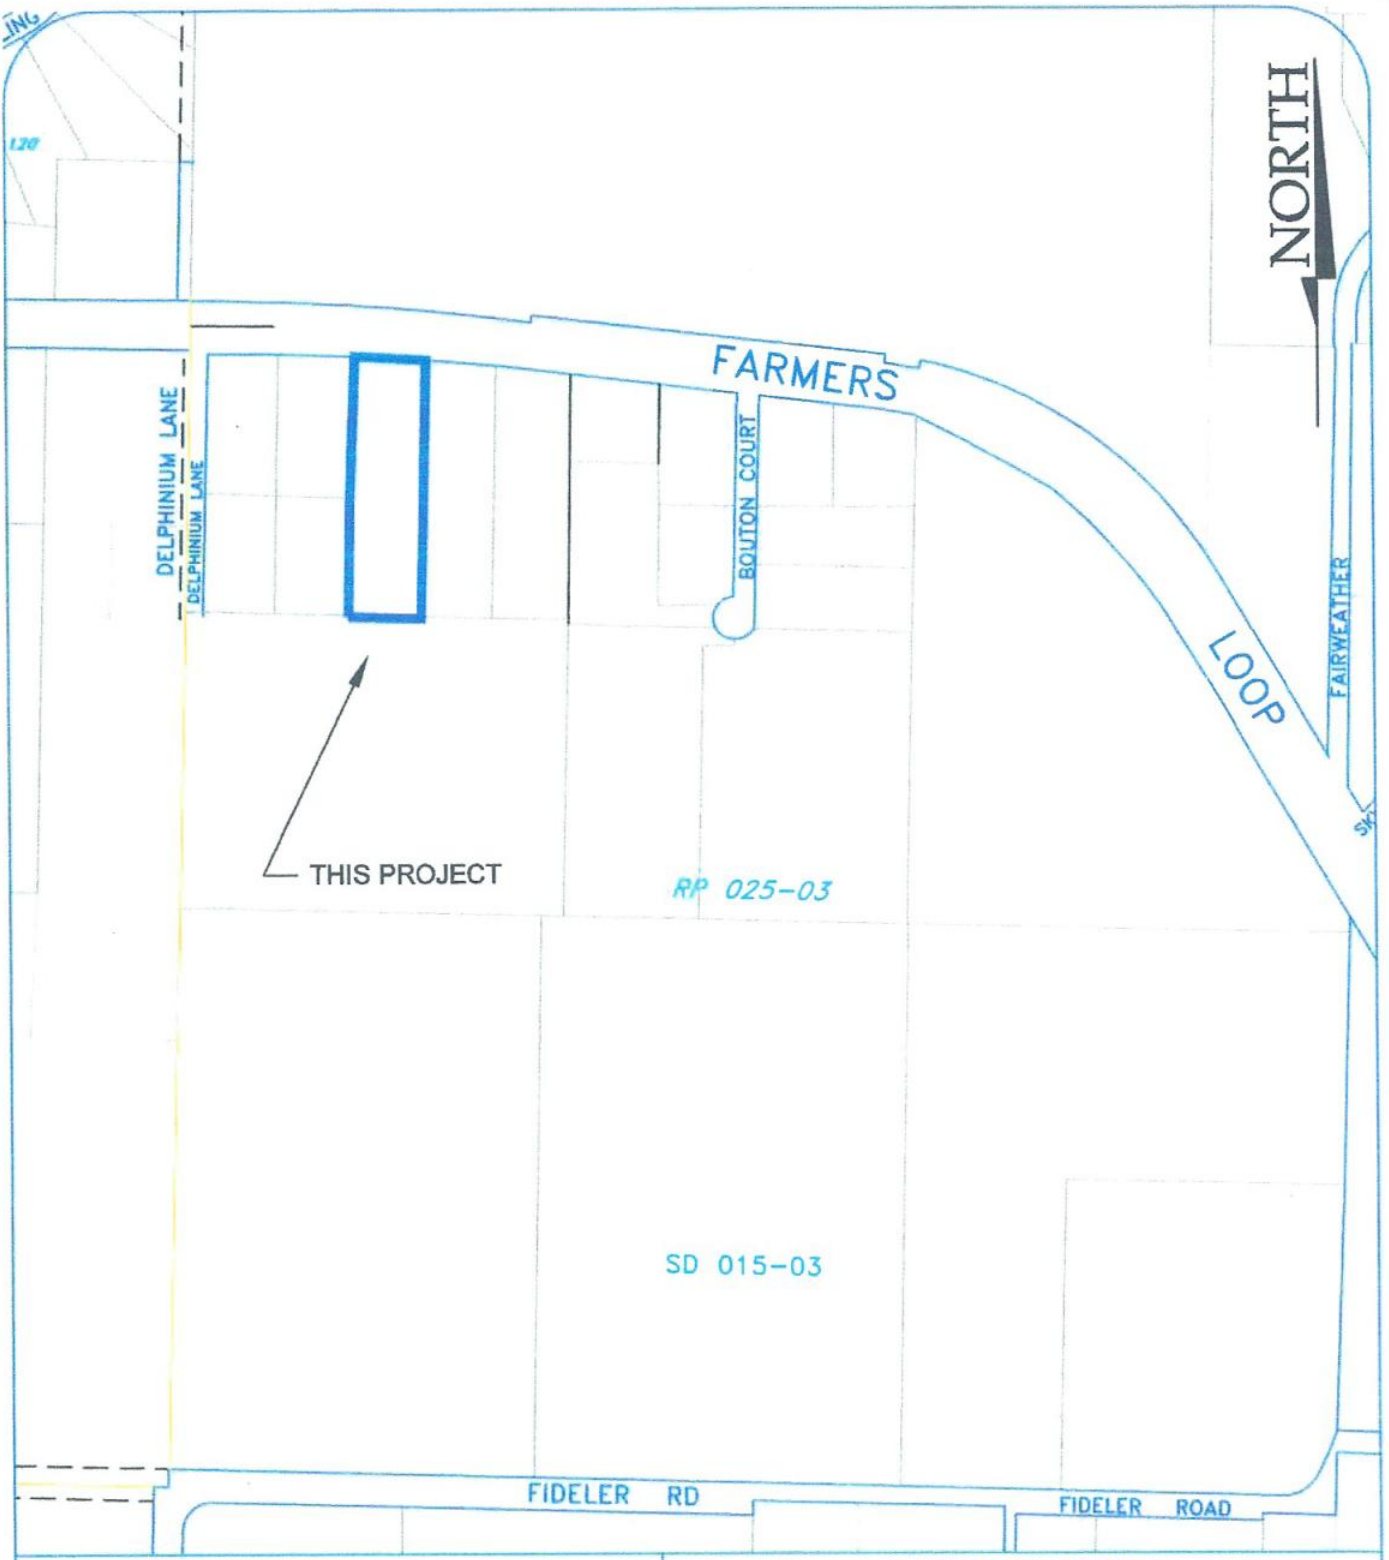 LING
120
NORTH
FARMERS
DELPHINIUM LANE
DELPHINIUM LANE
BOUTON COURT
FAIRWEATHER
LOOP
THIS PROJECT
RP 025-03
SD 015-03
FIDELER RD
FIDELER ROAD